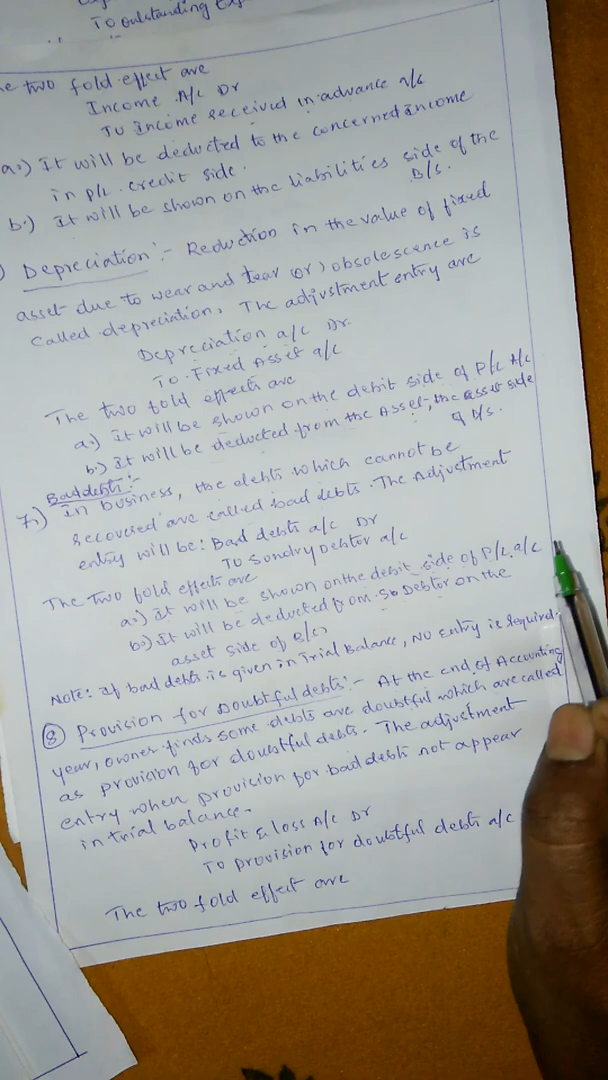 To outstanding Ex
The two fold effect are
Income A/c Dr
To Income received in advance a/c
a.) It will be deducted to the concerned income
in P/L credit side.
b.) It will be shown on the liabilities side of the
B/s.
) Depreciation :- Reduction in the value of fixed
asset due to wear and tear (or) obsolescence is
called depreciation. The adjustment entry are
Depreciation a/c Dr.
To Fixed Asset a/c
The two fold effects are
a.) It will be shown on the debit side of P/L A/c
b.) It will be deducted from the Asset, the asset side
of B/s.
Bad debts :-
7.) In business, the debts which cannot be
recovered are called bad debts. The Adjustment
entry will be: Bad debts a/c Dr
To Sundry Debtor a/c
The two fold effect are
a.) It will be shown on the debit side of P/L a/c
b.) It will be deducted from Debtor on the
asset side of B/s
Note: If bad debts is given in Trial Balance, No entry is required.
8 Provision for Doubtful debts :- At the end of Accounting
year, owner finds some debts are doubtful which are called
as provision for doubtful debts. The adjustment
entry when provision for bad debts not appear
in trial balance.
Profit & loss A/c Dr
To provision for doubtful debts a/c
The two fold effect are